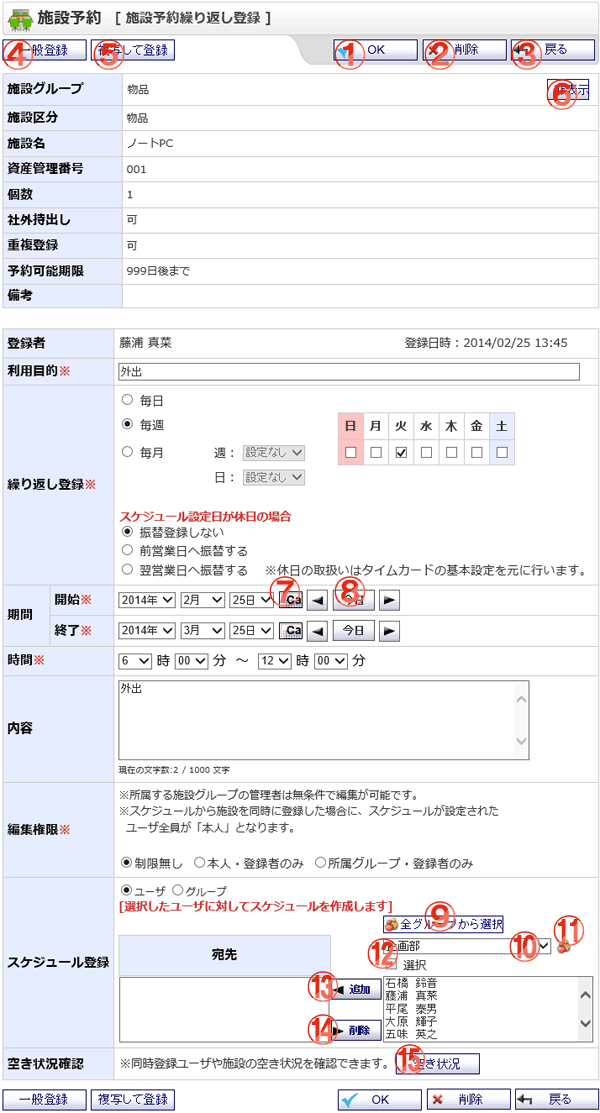 施設予約 [ 施設予約繰り返し登録 ]
④ 一般登録 ⑤ 複写して登録 ① OK ② 削除 ③ 戻る
施設グループ 物品 ⑥ 表示
施設区分 物品
施設名 ノートPC
資産管理番号 001
個数 1
社外持出し 可
重複登録 可
予約可能期限 999日後まで
備考
登録者 藤浦 真菜 登録日時：2014/02/25 13:45
利用目的※ 外出
繰り返し登録※
毎日
毎週 日 月 火 水 木 金 土
毎月 週： 設定なし
日： 設定なし
スケジュール設定日が休日の場合
振替登録しない
前営業日へ振替する
翌営業日へ振替する ※休日の取扱いはタイムカードの基本設定を元に行います。
期間 開始※ 2014年 2月 25日 ⑦ Ca ⑧ 今日
終了※ 2014年 3月 25日 Ca 今日
時間※ 6 時 00 分 ～ 12 時 00 分
内容 外出
現在の文字数:2 / 1000 文字
編集権限※
※所属する施設グループの管理者は無条件で編集が可能です。
※スケジュールから施設を同時に登録した場合に、スケジュールが設定された
ユーザ全員が「本人」となります。
制限無し 本人・登録者のみ 所属グループ・登録者のみ
スケジュール登録※
ユーザ グループ
[選択したユーザに対してスケジュールを作成します]
⑨ 全グループから選択
宛先 企画部 ⑩ ⑪
⑫ 選択
⑬ 追加
⑭ 削除
石橋 鈴音
藤浦 真菜
平尾 泰男
大原 輝子
五味 英之
空き状況確認 ※同時登録ユーザや施設の空き状況を確認できます。 ⑮ 空き状況
一般登録 複写して登録 OK 削除 戻る